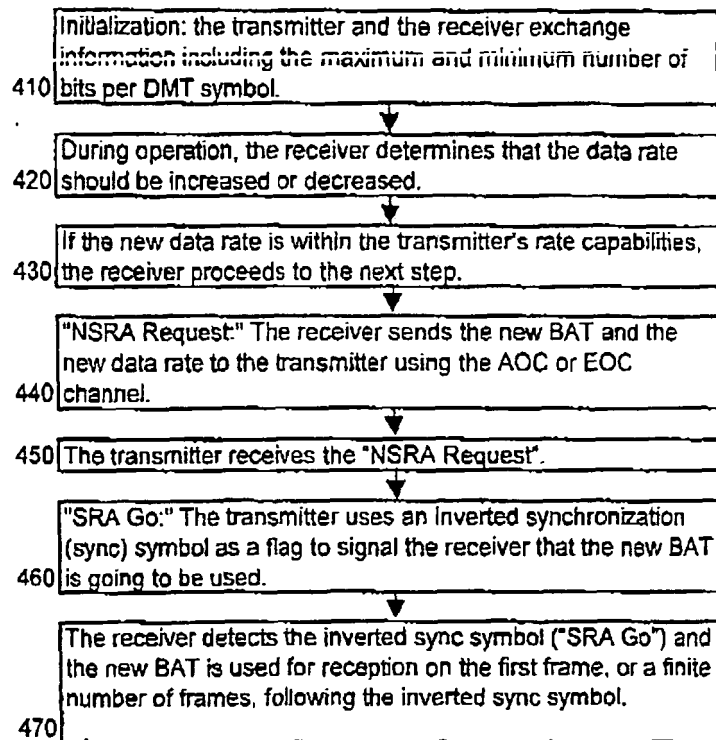 Initialization: the transmitter and the receiver exchange
information including the maximum and minimum number of
410 bits per DMT symbol.
During operation, the receiver determines that the data rate
420 should be increased or decreased.
If the new data rate is within the transmitter's rate capabilities,
430 the receiver proceeds to the next step.
"NSRA Request:" The receiver sends the new BAT and the
new data rate to the transmitter using the AOC or EOC
440 channel.
450 The transmitter receives the "NSRA Request".
"SRA Go:" The transmitter uses an inverted synchronization
(sync) symbol as a flag to signal the receiver that the new BAT
460 is going to be used.
The receiver detects the inverted sync symbol ("SRA Go") and
the new BAT is used for reception on the first frame, or a finite
number of frames, following the inverted sync symbol.
470